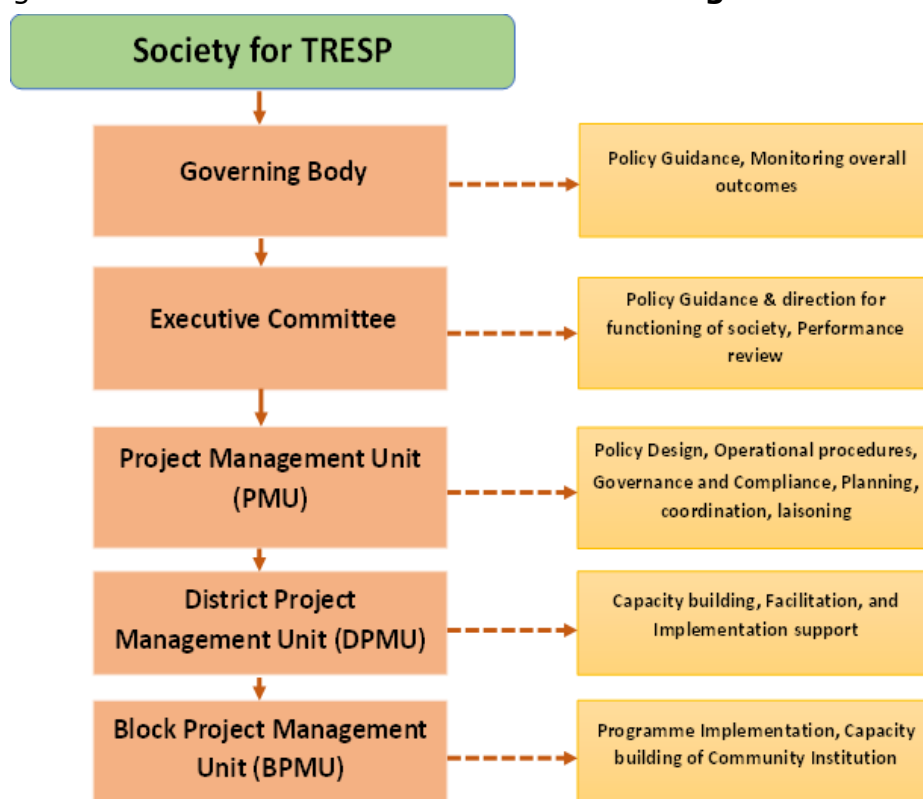 Society for TRESP
Governing Body
Policy Guidance, Monitoring overall
outcomes
Executive Committee
Policy Guidance & direction for
functioning of society, Performance
review
Project Management Unit
(PMU)
Policy Design, Operational procedures,
Governance and Compliance, Planning,
coordination, laisoning
District Project
Management Unit (DPMU)
Capacity building, Facilitation, and
Implementation support
Block Project Management
Unit (BPMU)
Programme Implementation, Capacity
building of Community Institution